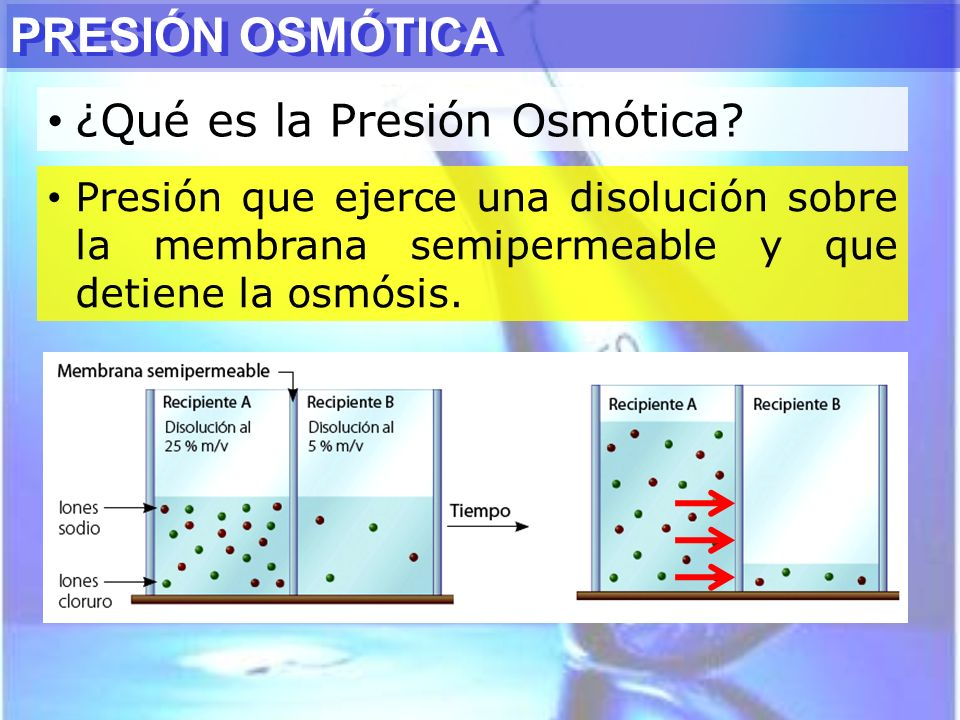 PRESIÓN OSMÓTICA
• ¿Qué es la Presión Osmótica?
• Presión que ejerce una disolución sobre
la membrana semipermeable y que
detiene la osmósis.
Membrana semipermeable
Recipiente A
Disolución al
25 % m/v
Recipiente B
Disolución al
5 % m/v
Iones
sodio
Iones
cloruro
Tiempo
Recipiente A
Recipiente B